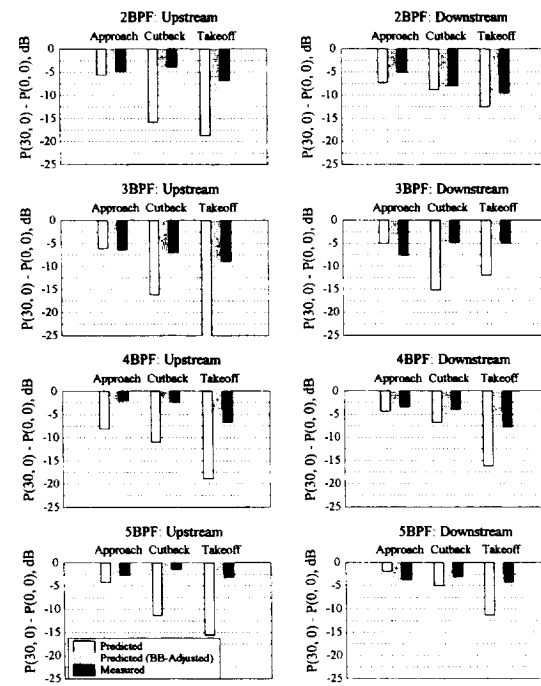 2BPF: Upstream
Approach Cutback Takeoff
P(30, 0) - P(0, 0), dB
0
-5
-10
-15
-20
-25
2BPF: Downstream
Approach Cutback Takeoff
P(30, 0) - P(0, 0), dB
0
-5
-10
-15
-20
-25
3BPF: Upstream
Approach Cutback Takeoff
P(30, 0) - P(0, 0), dB
0
-5
-10
-15
-20
-25
3BPF: Downstream
Approach Cutback Takeoff
P(30, 0) - P(0, 0), dB
0
-5
-10
-15
-20
-25
4BPF: Upstream
Approach Cutback Takeoff
P(30, 0) - P(0, 0), dB
0
-5
-10
-15
-20
-25
4BPF: Downstream
Approach Cutback Takeoff
P(30, 0) - P(0, 0), dB
0
-5
-10
-15
-20
-25
5BPF: Upstream
Approach Cutback Takeoff
P(30, 0) - P(0, 0), dB
0
-5
-10
-15
-20
-25
Predicted
Predicted (BB-Adjusted)
Measured
5BPF: Downstream
Approach Cutback Takeoff
P(30, 0) - P(0, 0), dB
0
-5
-10
-15
-20
-25